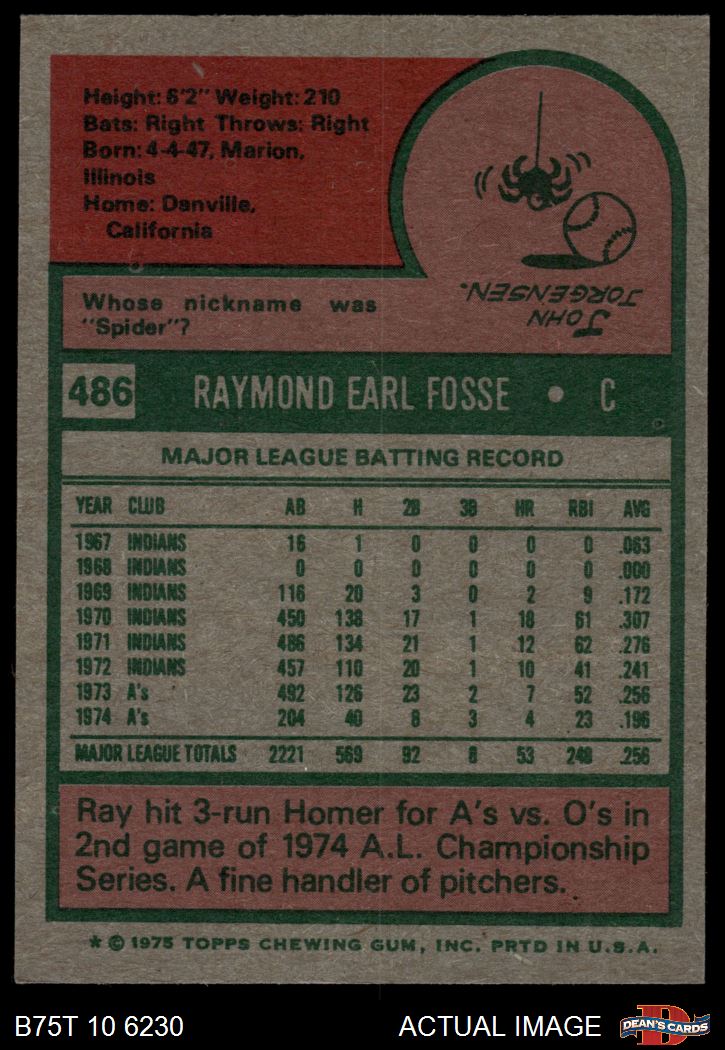 Height: 6'2" Weight: 210
Bats: Right Throws: Right
Born: 4-4-47, Marion,
Illinois
Home: Danville,
California
Whose nickname was
"Spider"?
JOHN
JORGENSEN.
486 RAYMOND EARL FOSSE • C
MAJOR LEAGUE BATTING RECORD
YEAR CLUB AB H 2B 3B HR RBI AVG
1967 INDIANS 16 1 0 0 0 0 .063
1968 INDIANS 0 0 0 0 0 0 .000
1969 INDIANS 116 20 3 0 2 9 .172
1970 INDIANS 450 138 17 1 18 61 .307
1971 INDIANS 486 134 21 1 12 62 .276
1972 INDIANS 457 110 20 1 10 41 .241
1973 A's 492 126 23 2 7 52 .256
1974 A's 204 40 8 3 4 23 .196
MAJOR LEAGUE TOTALS 2221 569 92 8 53 248 .256
Ray hit 3-run Homer for A's vs. O's in
2nd game of 1974 A.L. Championship
Series. A fine handler of pitchers.
* © 1975 TOPPS CHEWING GUM, INC. PRTD IN U.S.A.
B75T 10 6230 ACTUAL IMAGE DEAN'S CARDS